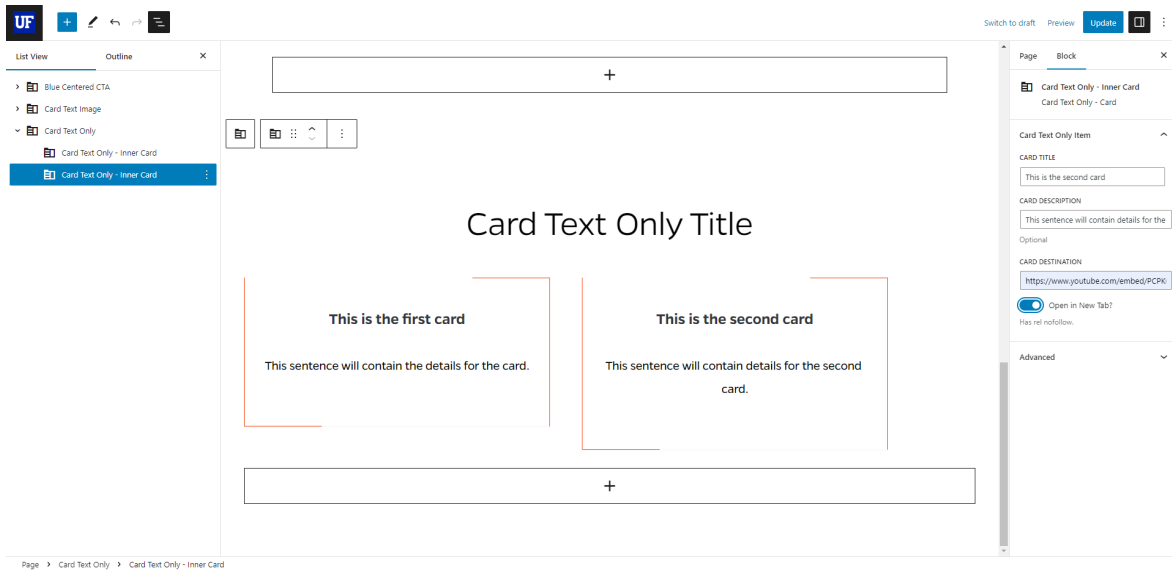 UF
Switch to draft Preview Update
List View Outline
Blue Centered CTA
Card Text Image
Card Text Only
Card Text Only - Inner Card
Card Text Only - Inner Card
Card Text Only Title
This is the first card
This sentence will contain the details for the card.
This is the second card
This sentence will contain details for the second
card.
Page Block
Card Text Only - Inner Card
Card Text Only - Card
Card Text Only Item
CARD TITLE
This is the second card
CARD DESCRIPTION
This sentence will contain details for the
Optional
CARD DESTINATION
https://www.youtube.com/embed/PCPK
Open in New Tab?
Has rel nofollow.
Advanced
Page > Card Text Only > Card Text Only - Inner Card